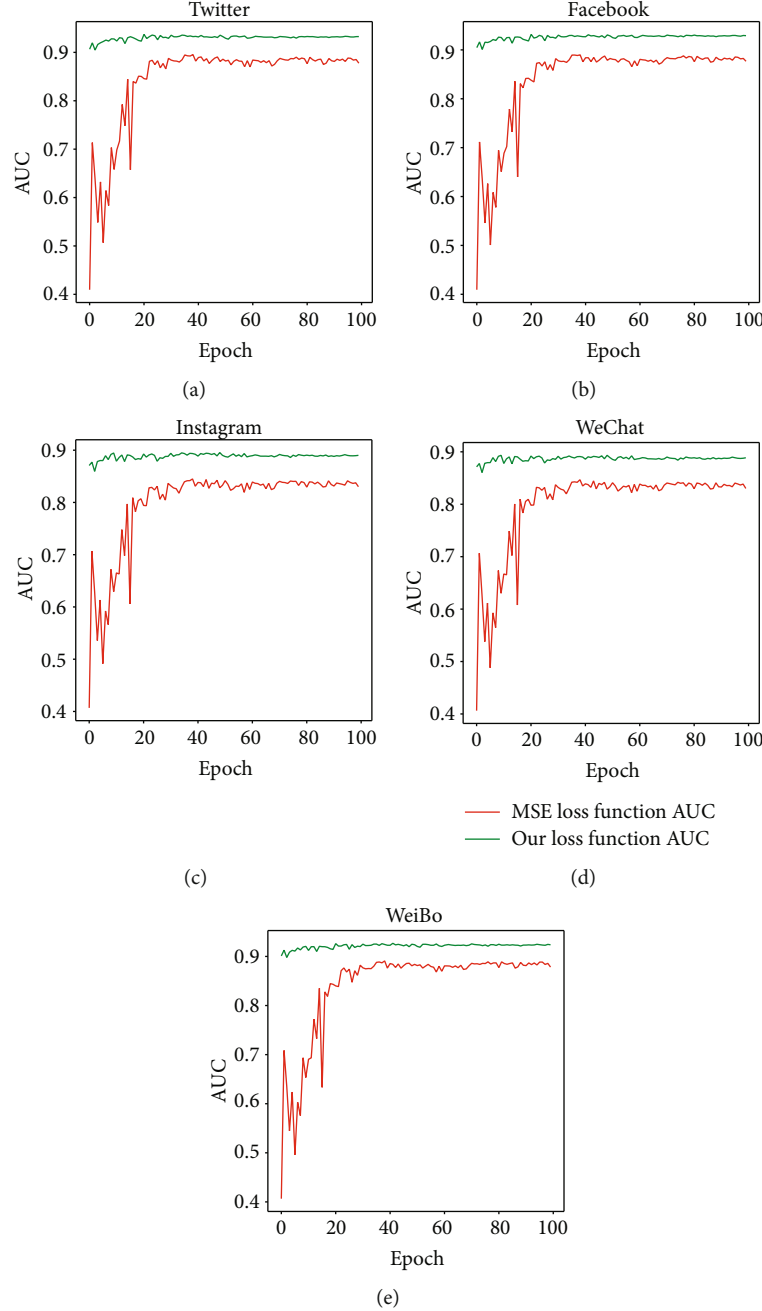 Twitter
0.9
0.8
0.7
0.6
0.5
0.4
AUC
0 20 40 60 80 100
Epoch
(a)
Facebook
0.9
0.8
0.7
0.6
0.5
0.4
AUC
0 20 40 60 80 100
Epoch
(b)
Instagram
0.9
0.8
0.7
0.6
0.5
0.4
AUC
0 20 40 60 80 100
Epoch
(c)
WeChat
0.9
0.8
0.7
0.6
0.5
0.4
AUC
0 20 40 60 80 100
Epoch
MSE loss function AUC
Our loss function AUC
(d)
WeiBo
0.9
0.8
0.7
0.6
0.5
0.4
AUC
0 20 40 60 80 100
Epoch
(e)